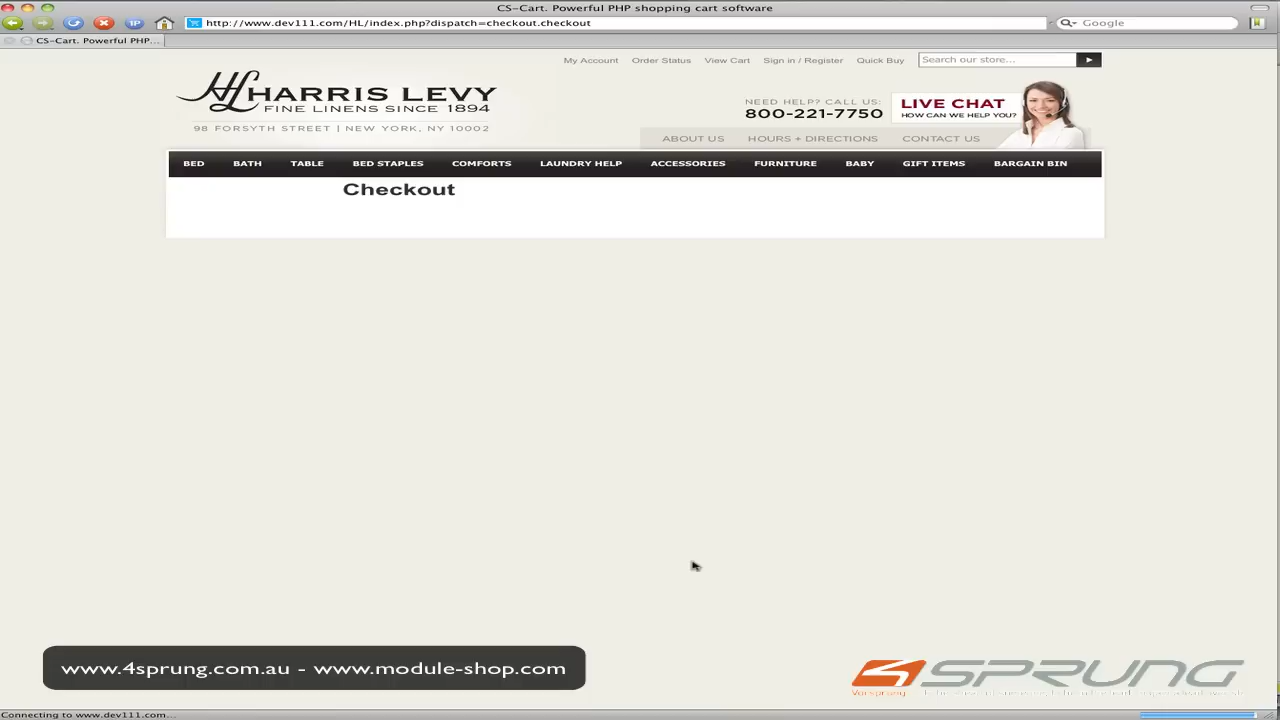 CS-Cart. Powerful PHP shopping cart software
http://www.dev111.com/HL/index.php?dispatch=checkout.checkout
Google
CS-Cart. Powerful PHP...
My Account Order Status View Cart Sign in / Register Quick Buy Search our store...
HL HARRIS LEVY
FINE LINENS SINCE 1894
98 FORSYTH STREET | NEW YORK, NY 10002
NEED HELP? CALL US:
800-221-7750
LIVE CHAT
HOW CAN WE HELP YOU?
ABOUT US HOURS + DIRECTIONS CONTACT US
BED BATH TABLE BED STAPLES COMFORTS LAUNDRY HELP ACCESSORIES FURNITURE BABY GIFT ITEMS BARGAIN BIN
Checkout
www.4sprung.com.au - www.module-shop.com
4SPRUNG
Vorsprung
Connecting to www.dev111.com...